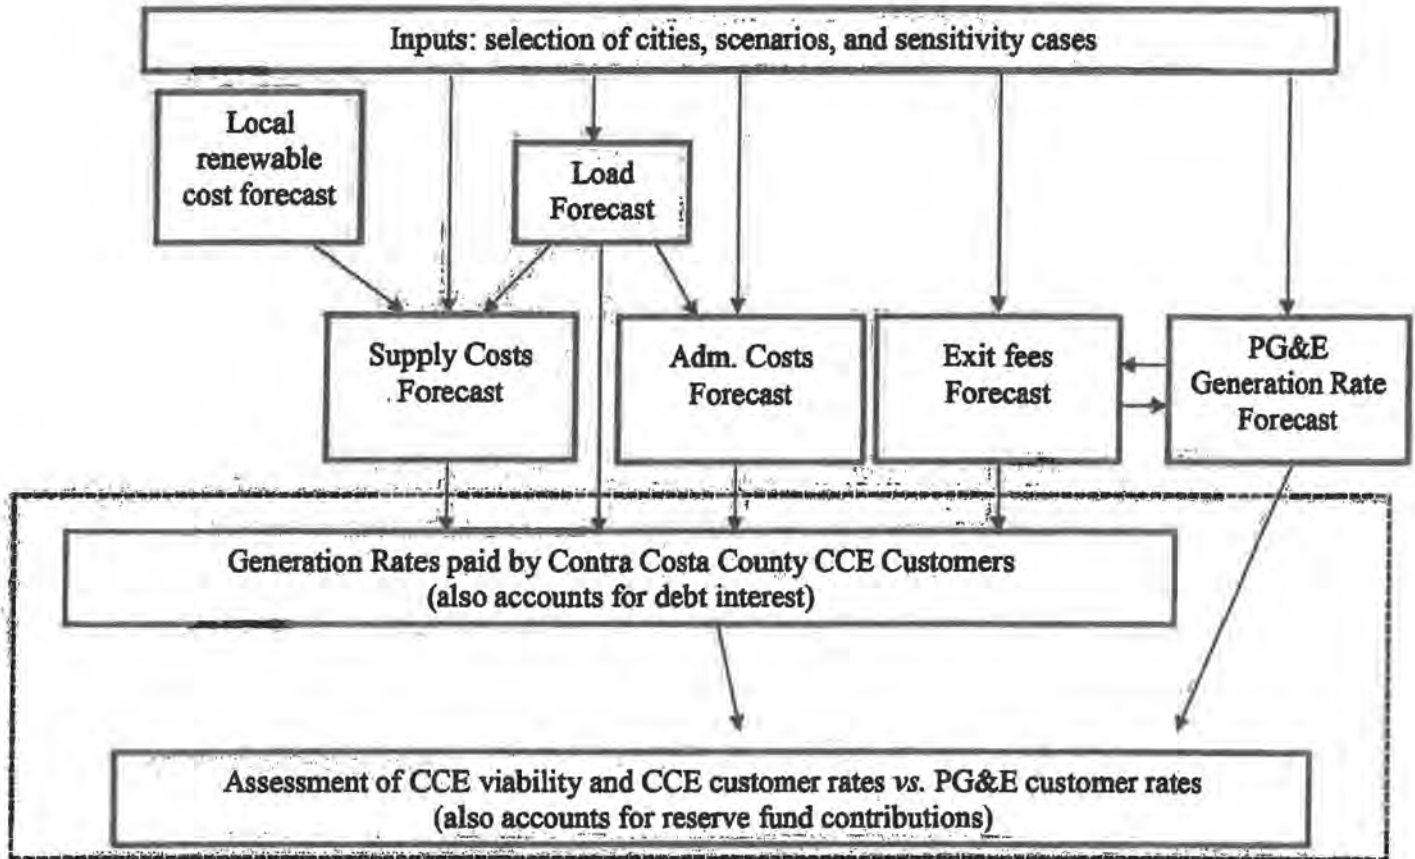 Inputs: selection of cities, scenarios, and sensitivity cases
Local
renewable
cost forecast
Load
Forecast
Supply Costs
Forecast
Adm. Costs
Forecast
Exit fees
Forecast
PG&E
Generation Rate
Forecast
Generation Rates paid by Contra Costa County CCE Customers
(also accounts for debt interest)
Assessment of CCE viability and CCE customer rates vs. PG&E customer rates
(also accounts for reserve fund contributions)